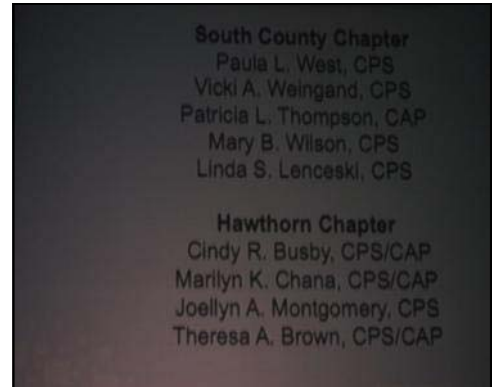 South County Chapter
Paula L. West, CPS
Vicki A. Weingand, CPS
Patricia L. Thompson, CAP
Mary B. Wilson, CPS
Linda S. Lenceski, CPS
Hawthorn Chapter
Cindy R. Busby, CPS/CAP
Marilyn K. Chana, CPS/CAP
Joellyn A. Montgomery, CPS
Theresa A. Brown, CPS/CAP